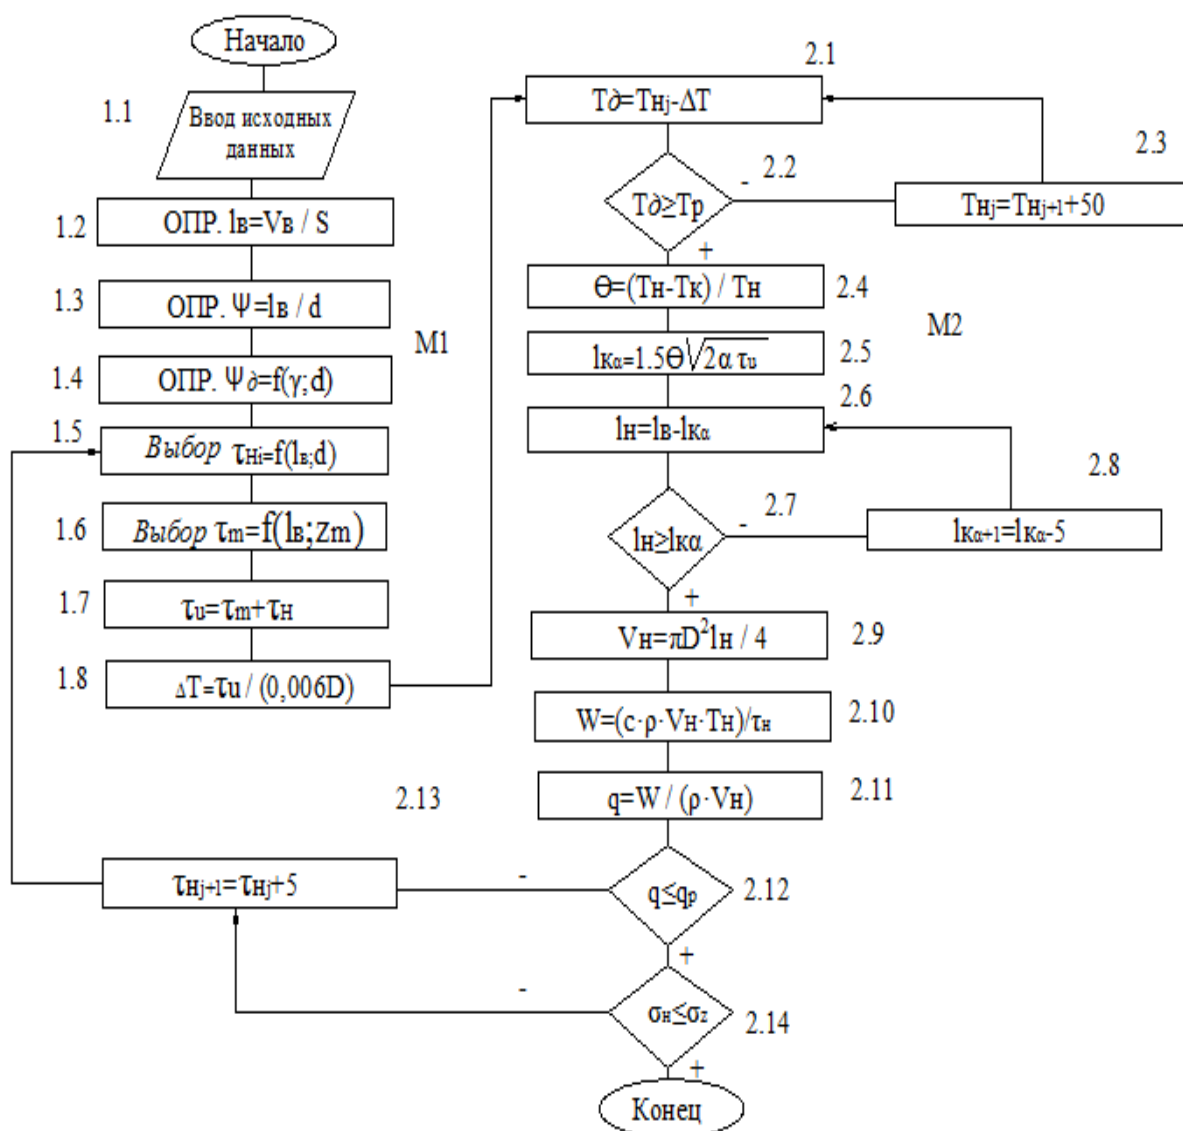 Начало
1.1
Ввод исходных
данных
1.2
ОПР. lв=Vв / S
1.3
ОПР. Ψ=lв / d
М1
1.4
ОПР. Ψд=f(γ;d)
1.5
Выбор τнi=f(lв;d)
1.6
Выбор τm=f(lв;zm)
1.7
τu=τm+τн
1.8
ΔT=τu / (0,006D)
2.1
Tд=Tнj-ΔT
2.2
Tд≥Tр
-
+
2.3
Tнj=Tнj+1+50
2.4
Θ=(Tн-Tк) / Tн
М2
2.5
lкα=1.5Θ√2α τu
2.6
lн=lв-lкα
2.7
lн≥lкα
-
+
2.8
lкα+1=lкα-5
2.9
Vн=πD²lн / 4
2.10
W=(c·ρ·Vн·Tн)/τн
2.11
q=W / (ρ·Vн)
2.12
q≤qр
-
+
2.13
τнj+1=τнj+5
2.14
σн≤σz
-
+
Конец